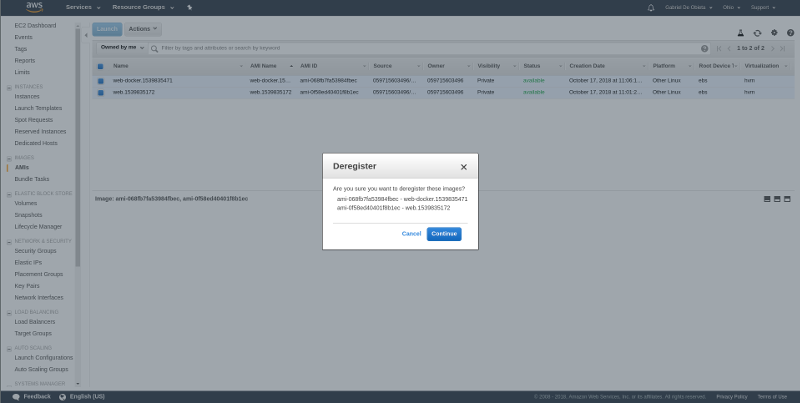 aws Services Resource Groups Ohio Support
EC2 Dashboard
Events
Tags
Reports
Limits
INSTANCES
Instances
Launch Templates
Spot Requests
Reserved Instances
Dedicated Hosts
IMAGES
AMIs
Bundle Tasks
ELASTIC BLOCK STORE
Volumes
Snapshots
Lifecycle Manager
NETWORK & SECURITY
Security Groups
Elastic IPs
Placement Groups
Key Pairs
Network Interfaces
LOAD BALANCING
Load Balancers
Target Groups
AUTO SCALING
Launch Configurations
Auto Scaling Groups
SYSTEMS MANAGER
Launch Actions
Owned by me Filter by tags and attributes or search by keyword 1 to 2 of 2
Name AMI Name AMI ID Source Owner Visibility Status Creation Date Platform Root Device Virtualization
web-docker.1539835471 web-docker.15... ami-068fb7fa53984fbec 059715603496/... 059715603496 Private available October 17, 2018 at 11:06:1... Other Linux ebs hvm
web.1539835172 web.1539835172 ami-0f58ed40401f8b1ec 059715603496/... 059715603496 Private available October 17, 2018 at 11:01:2... Other Linux ebs hvm
Deregister
Are you sure you want to deregister these images?
ami-068fb7fa53984fbec - web-docker.1539835471
ami-0f58ed40401f8b1ec - web.1539835172
Cancel Continue
Image: ami-068fb7fa53984fbec, ami-0f58ed40401f8b1ec
Feedback English (US) © 2008 - 2018, Amazon Web Services, Inc. or its affiliates. All rights reserved. Privacy Policy Terms of Use